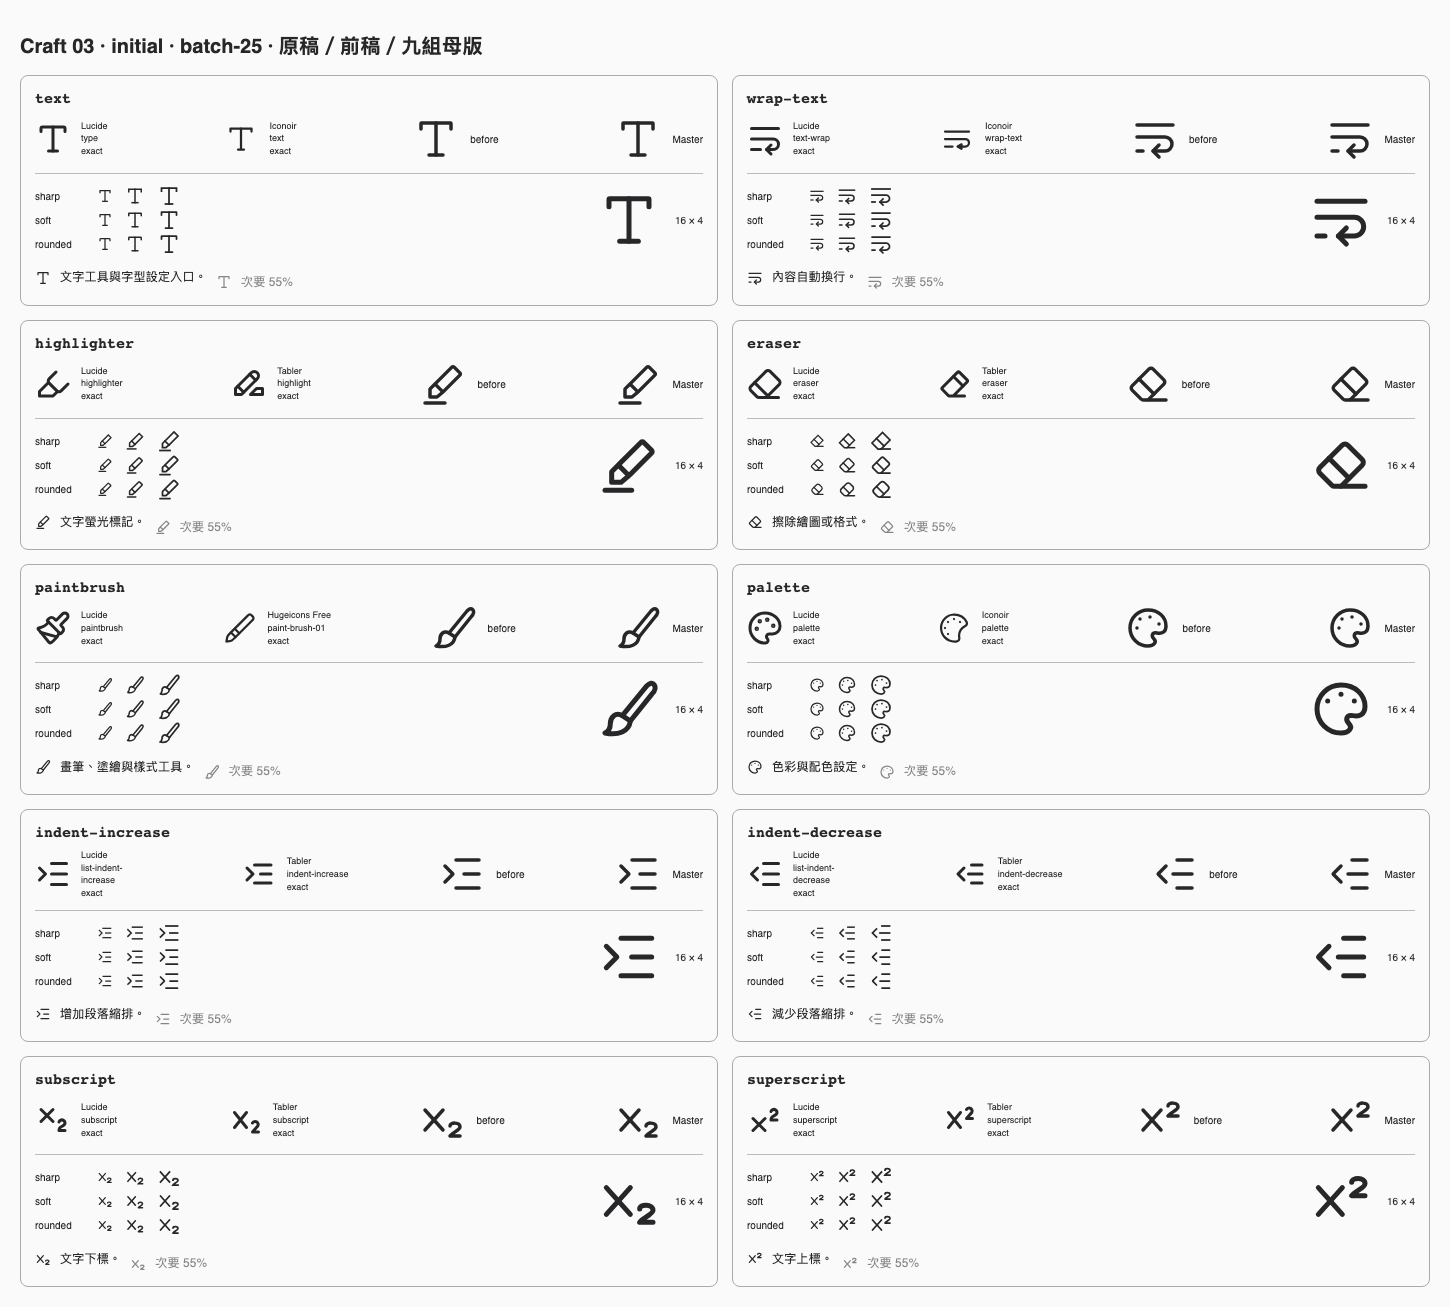 Craft 03 · initial · batch-25 · 原稿 / 前稿 / 九組母版
text
Lucide
type
exact
Iconoir
text
exact
before
Master
sharp
soft
rounded
16 × 4
文字工具與字型設定入口。
次要 55%
wrap-text
Lucide
text-wrap
exact
Iconoir
wrap-text
exact
before
Master
sharp
soft
rounded
16 × 4
內容自動換行。
次要 55%
highlighter
Lucide
highlighter
exact
Tabler
highlight
exact
before
Master
sharp
soft
rounded
16 × 4
文字螢光標記。
次要 55%
eraser
Lucide
eraser
exact
Tabler
eraser
exact
before
Master
sharp
soft
rounded
16 × 4
擦除繪圖或格式。
次要 55%
paintbrush
Lucide
paintbrush
exact
Hugeicons Free
paint-brush-01
exact
before
Master
sharp
soft
rounded
16 × 4
畫筆、塗繪與樣式工具。
次要 55%
palette
Lucide
palette
exact
Iconoir
palette
exact
before
Master
sharp
soft
rounded
16 × 4
色彩與配色設定。
次要 55%
indent-increase
Lucide
list-indent-
increase
exact
Tabler
indent-increase
exact
before
Master
sharp
soft
rounded
16 × 4
增加段落縮排。
次要 55%
indent-decrease
Lucide
list-indent-
decrease
exact
Tabler
indent-decrease
exact
before
Master
sharp
soft
rounded
16 × 4
減少段落縮排。
次要 55%
subscript
Lucide
subscript
exact
Tabler
subscript
exact
before
Master
sharp
soft
rounded
16 × 4
文字下標。
次要 55%
superscript
Lucide
superscript
exact
Tabler
superscript
exact
before
Master
sharp
soft
rounded
16 × 4
文字上標。
次要 55%